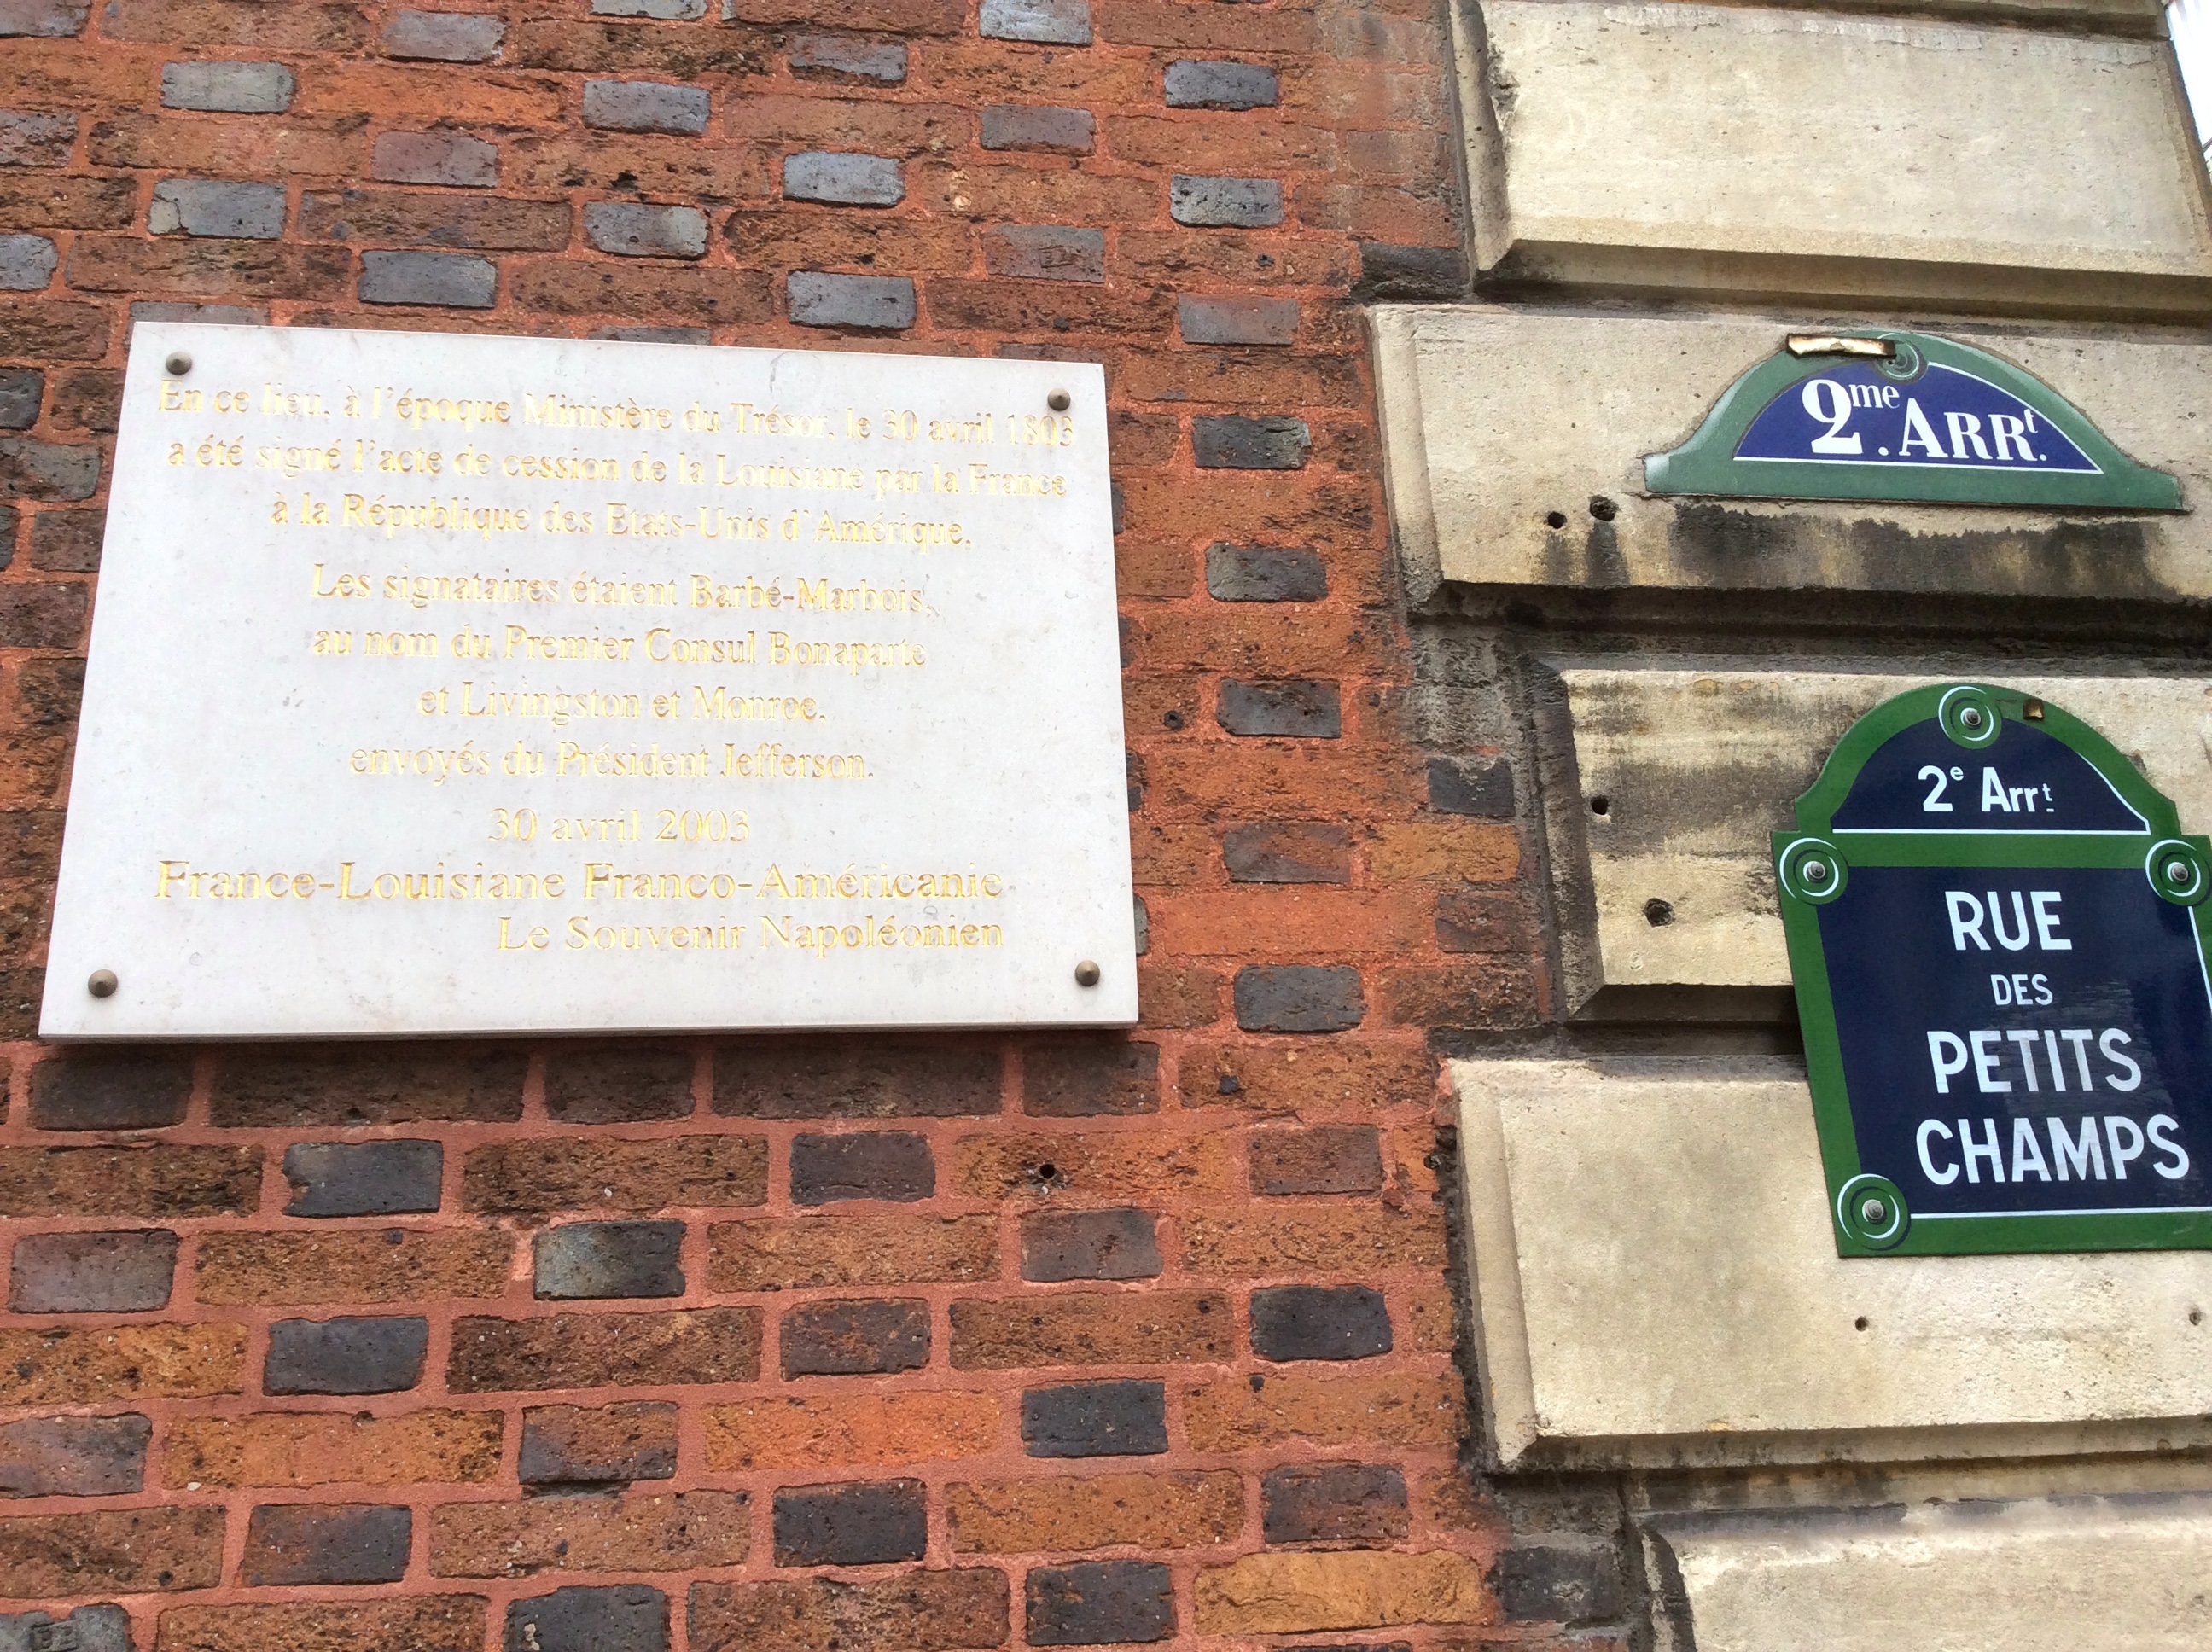 En ce lieu, à l'époque Ministère du Trésor, le 30 avril 1803
a été signé l'acte de cession de la Louisiane par la France
à la République des Etats-Unis d'Amérique.
Les signataires étaient Barbé-Marbois,
au nom du Premier Consul Bonaparte
et Livingston et Monroe,
envoyés du Président Jefferson.
30 avril 2003
France-Louisiane Franco-Américanie
Le Souvenir Napoléonien
2me. ARRt.
2e Arrt
RUE
DES
PETITS
CHAMPS